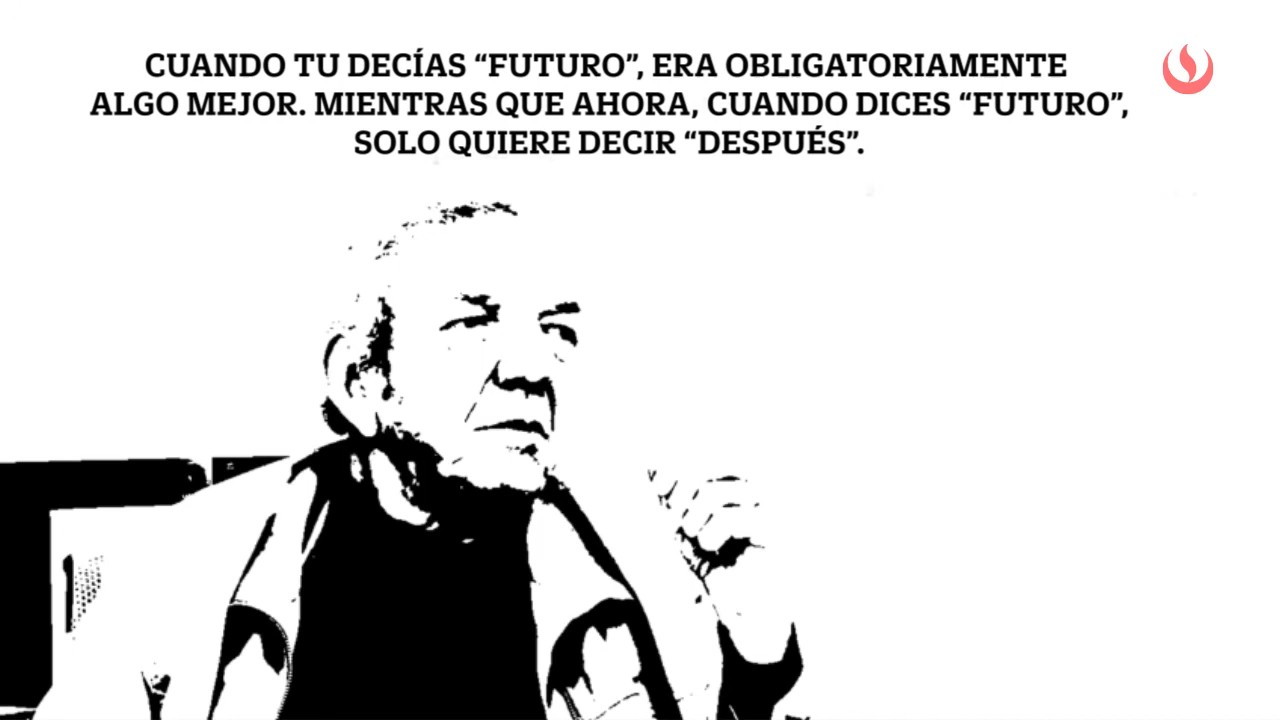 CUANDO TU DECÍAS “FUTURO”, ERA OBLIGATORIAMENTE
ALGO MEJOR. MIENTRAS QUE AHORA, CUANDO DICES “FUTURO”,
SOLO QUIERE DECIR “DESPUÉS”.